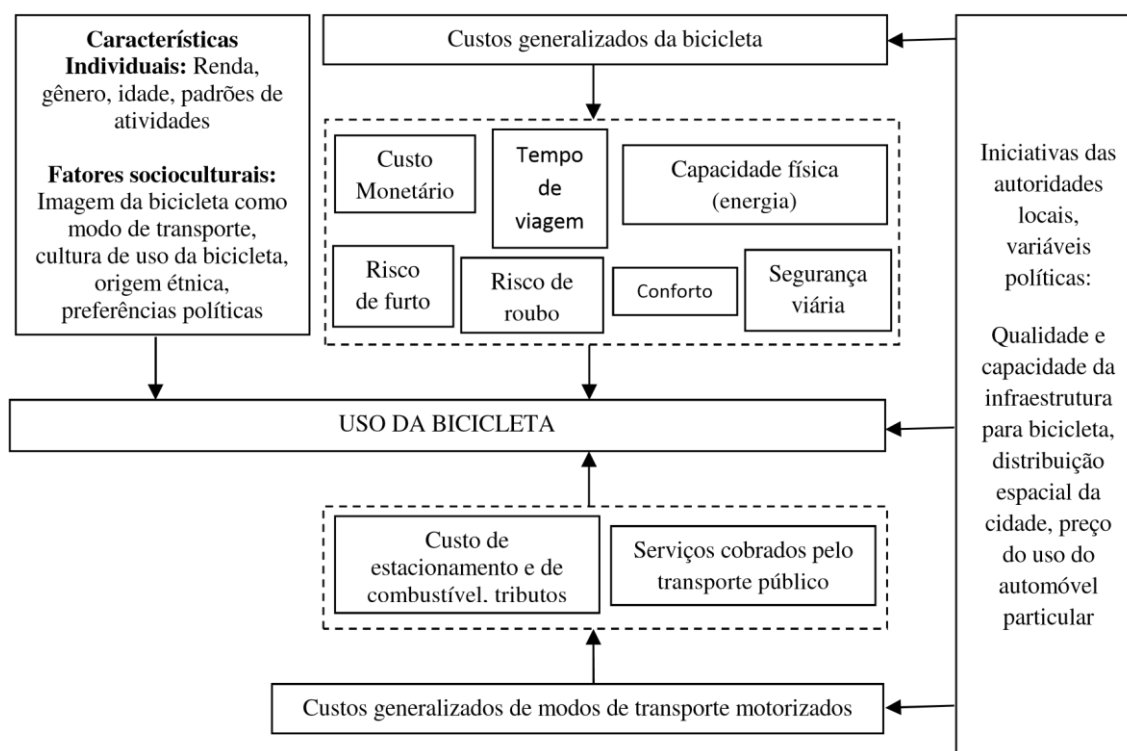 Características
Individuais: Renda,
gênero, idade, padrões de
atividades
Fatores socioculturais:
Imagem da bicicleta como
modo de transporte,
cultura de uso da bicicleta,
origem étnica,
preferências políticas
Custos generalizados da bicicleta
Custo
Monetário
Tempo
de
viagem
Capacidade física
(energia)
Risco
de furto
Risco de
roubo
Conforto
Segurança
viária
USO DA BICICLETA
Custo de
estacionamento e de
combustível, tributos
Serviços cobrados pelo
transporte público
Custos generalizados de modos de transporte motorizados
Iniciativas das
autoridades
locais,
variáveis
políticas:
Qualidade e
capacidade da
infraestrutura
para bicicleta,
distribuição
espacial da
cidade, preço
do uso do
automóvel
particular